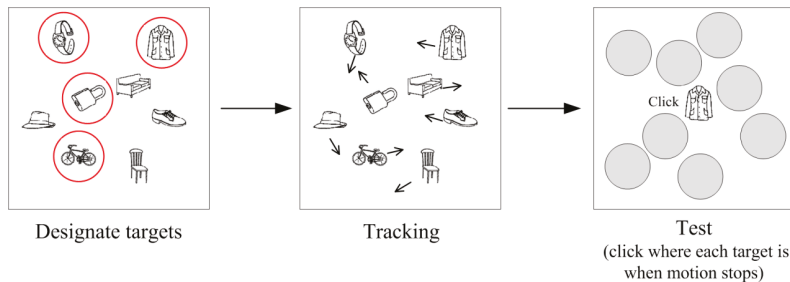 Click
Designate targets
Tracking
Test
(click where each target is
when motion stops)